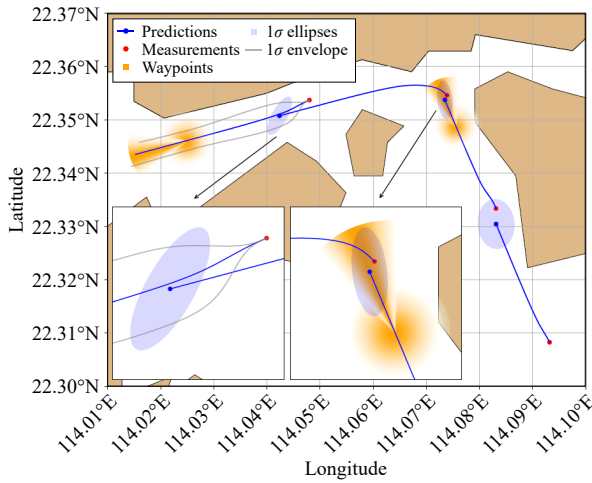 22.37°N
22.36°N
22.35°N
22.34°N
22.33°N
22.32°N
22.31°N
22.30°N
Latitude
Predictions
Measurements
Waypoints
1σ ellipses
1σ envelope
114.01°E
114.02°E
114.03°E
114.04°E
114.05°E
114.06°E
114.07°E
114.08°E
114.09°E
114.10°E
Longitude